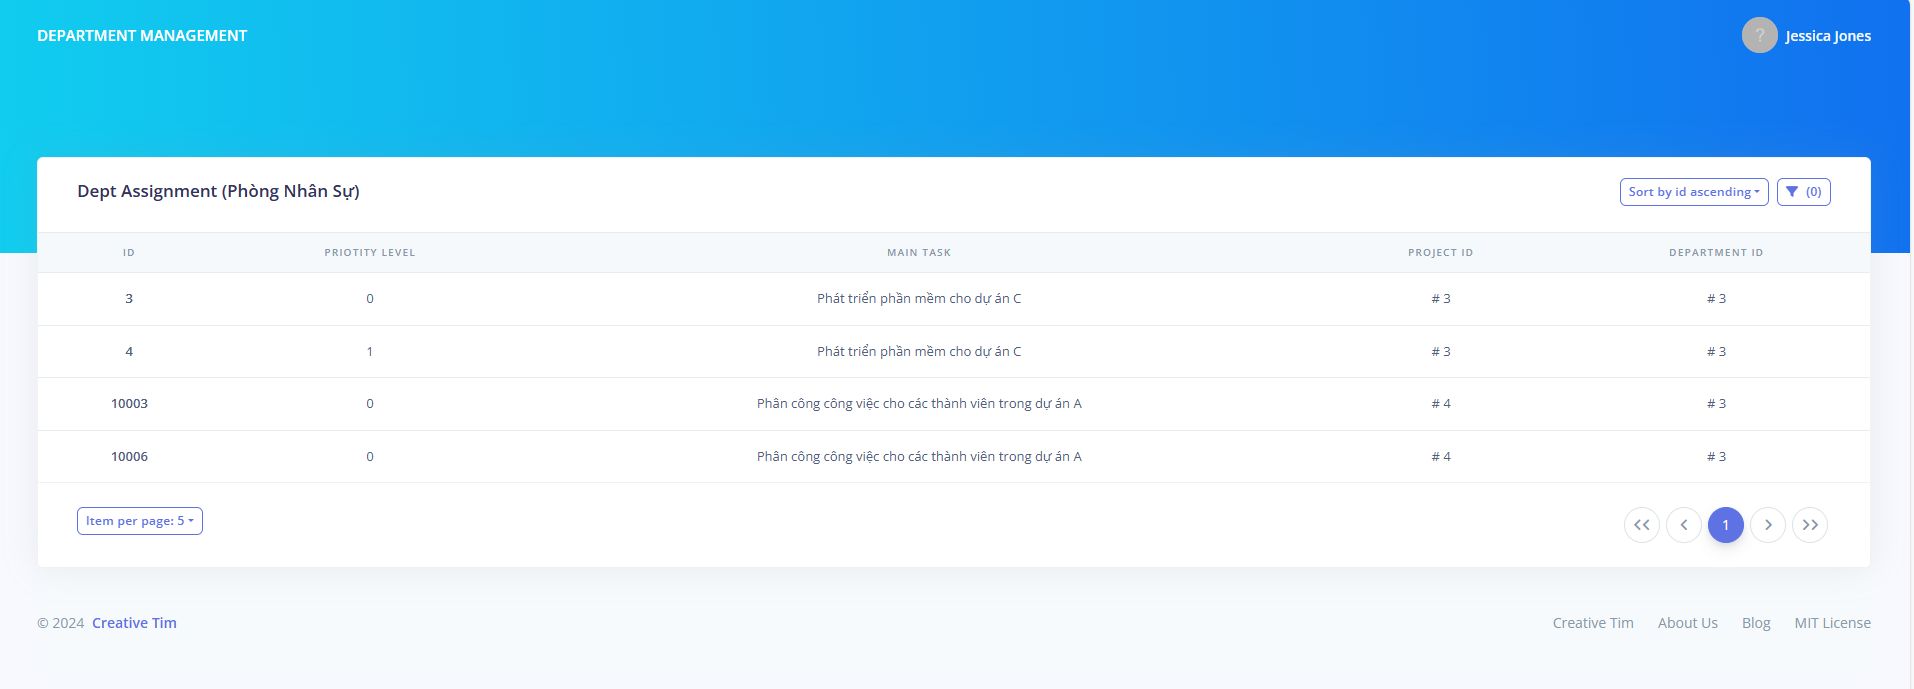 DEPARTMENT MANAGEMENT
? Jessica Jones
Dept Assignment (Phòng Nhân Sự)
Sort by id ascending (0)
ID PRIOTITY LEVEL MAIN TASK PROJECT ID DEPARTMENT ID
3 0 Phát triển phần mềm cho dự án C # 3 # 3
4 1 Phát triển phần mềm cho dự án C # 3 # 3
10003 0 Phân công công việc cho các thành viên trong dự án A # 4 # 3
10006 0 Phân công công việc cho các thành viên trong dự án A # 4 # 3
Item per page: 5 1
© 2024 Creative Tim Creative Tim About Us Blog MIT License